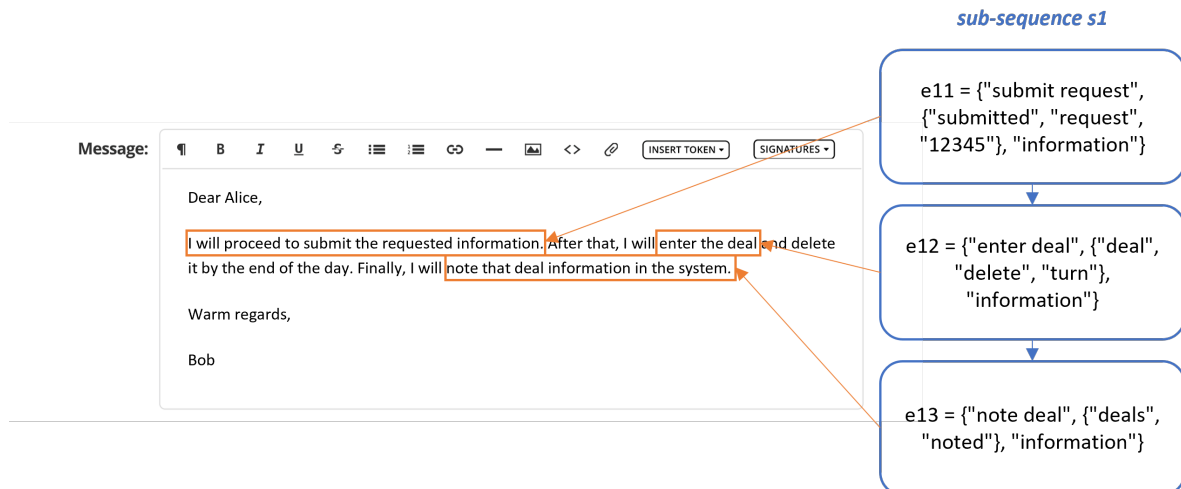 sub-sequence s1
e11 = {"submit request",
{"submitted", "request",
"12345"}, "information"}
Message:
¶ B I U S <> INSERT TOKEN SIGNATURES
Dear Alice,
I will proceed to submit the requested information. After that, I will enter the deal and delete
it by the end of the day. Finally, I will note that deal information in the system.
Warm regards,
Bob
e12 = {"enter deal", {"deal",
"delete", "turn"},
"information"}
e13 = {"note deal", {"deals",
"noted"}, "information"}